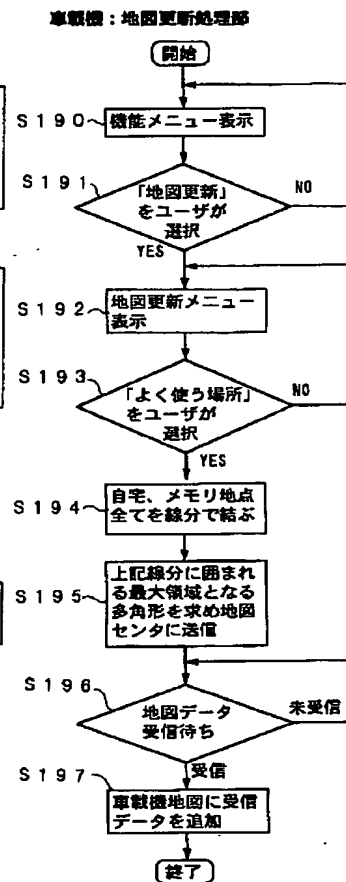 車載機：地図更新処理部
開始
S190
機能メニュー表示
S191
「地図更新」
をユーザが
選択
NO
YES
S192
地図更新メニュー
表示
S193
「よく使う場所」
をユーザが
選択
NO
YES
S194
自宅、メモリ地点
全てを線分で結ぶ
S195
上記線分に囲まれ
る最大領域となる
多角形を求め地図
センタに送信
S196
地図データ
受信待ち
未受信
受信
S197
車載機地図に受信
データを追加
終了